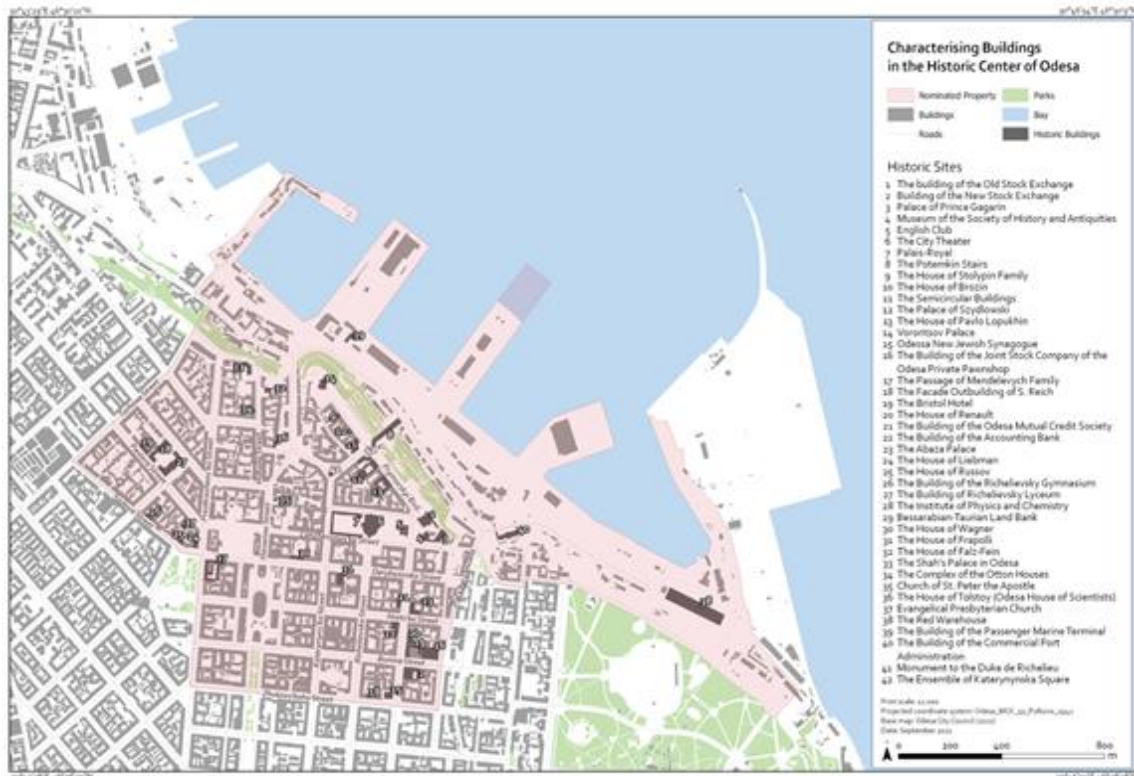 Characterising Buildings
in the Historic Center of Odesa
Nominated Property
Parks
Buildings
Bay
Roads
Historic Buildings
Historic Sites
1 The building of the Old Stock Exchange
2 Building of the New Stock Exchange
3 Palace of Prince Gagarin
4 Museum of the Society of History and Antiquities
5 English Club
6 The City Theater
7 Palais-Royal
8 The Potemkin Stairs
9 The House of Stolypin Family
10 The House of Brozin
11 The Semicircular Buildings
12 The Palace of Szydlowski
13 The House of Pavlo Lopukhin
14 Vorontsov Palace
15 Odessa New Jewish Synagogue
16 The Building of the Joint Stock Company of the
Odesa Private Pawnshop
17 The Passage of Mendelevych Family
18 The Facade Outbuilding of S. Reich
19 The Bristol Hotel
20 The House of Renault
21 The Building of the Odesa Mutual Credit Society
22 The Building of the Accounting Bank
23 The Abaza Palace
24 The House of Liebman
25 The House of Russov
26 The Building of the Richelievsky Gymnasium
27 The Building of Richelievsky Lyceum
28 The Institute of Physics and Chemistry
29 Bessarabian-Taurian Land Bank
30 The House of Wagner
31 The House of Frapolli
32 The House of Falz-Fein
33 The Shah's Palace in Odesa
34 The Complex of the Otton Houses
35 Church of St. Peter the Apostle
36 The House of Tolstoy (Odesa House of Scientists)
37 Evangelical Presbyterian Church
38 The Red Warehouse
39 The Building of the Passenger Marine Terminal
40 The Building of the Commercial Port
Administration
41 Monument to the Duke de Richelieu
42 The Ensemble of Katerynynska Square
Projected coordinate system:
Base map: Odesa City Council
Date: September
0 200 400 800
m